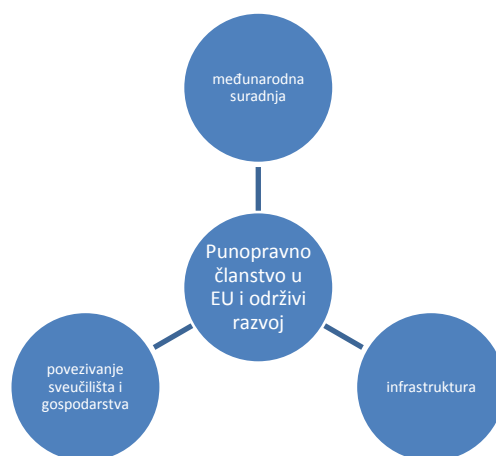 međunarodna
suradnja
Punopravno
članstvo u
EU i održivi
razvoj
povezivanje
sveučilišta i
gospodarstva
infrastruktura